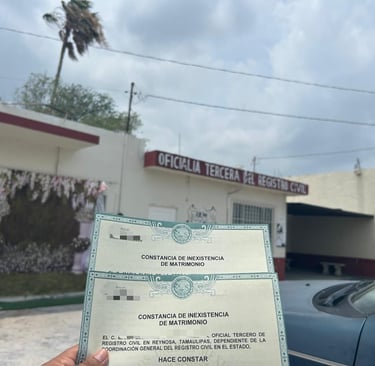 OFICIALIA TERCERA DEL REGISTRO CIVIL
CONSTANCIA DE INEXISTENCIA
DE MATRIMONIO
CONSTANCIA DE INEXISTENCIA
DE MATRIMONIO
EL C. OFICIAL TERCERO DE
REGISTRO CIVIL EN REYNOSA, TAMAULIPAS, DEPENDIENTE DE LA
COORDINACIÓN GENERAL DEL REGISTRO CIVIL EN EL ESTADO.
HACE CONSTAR